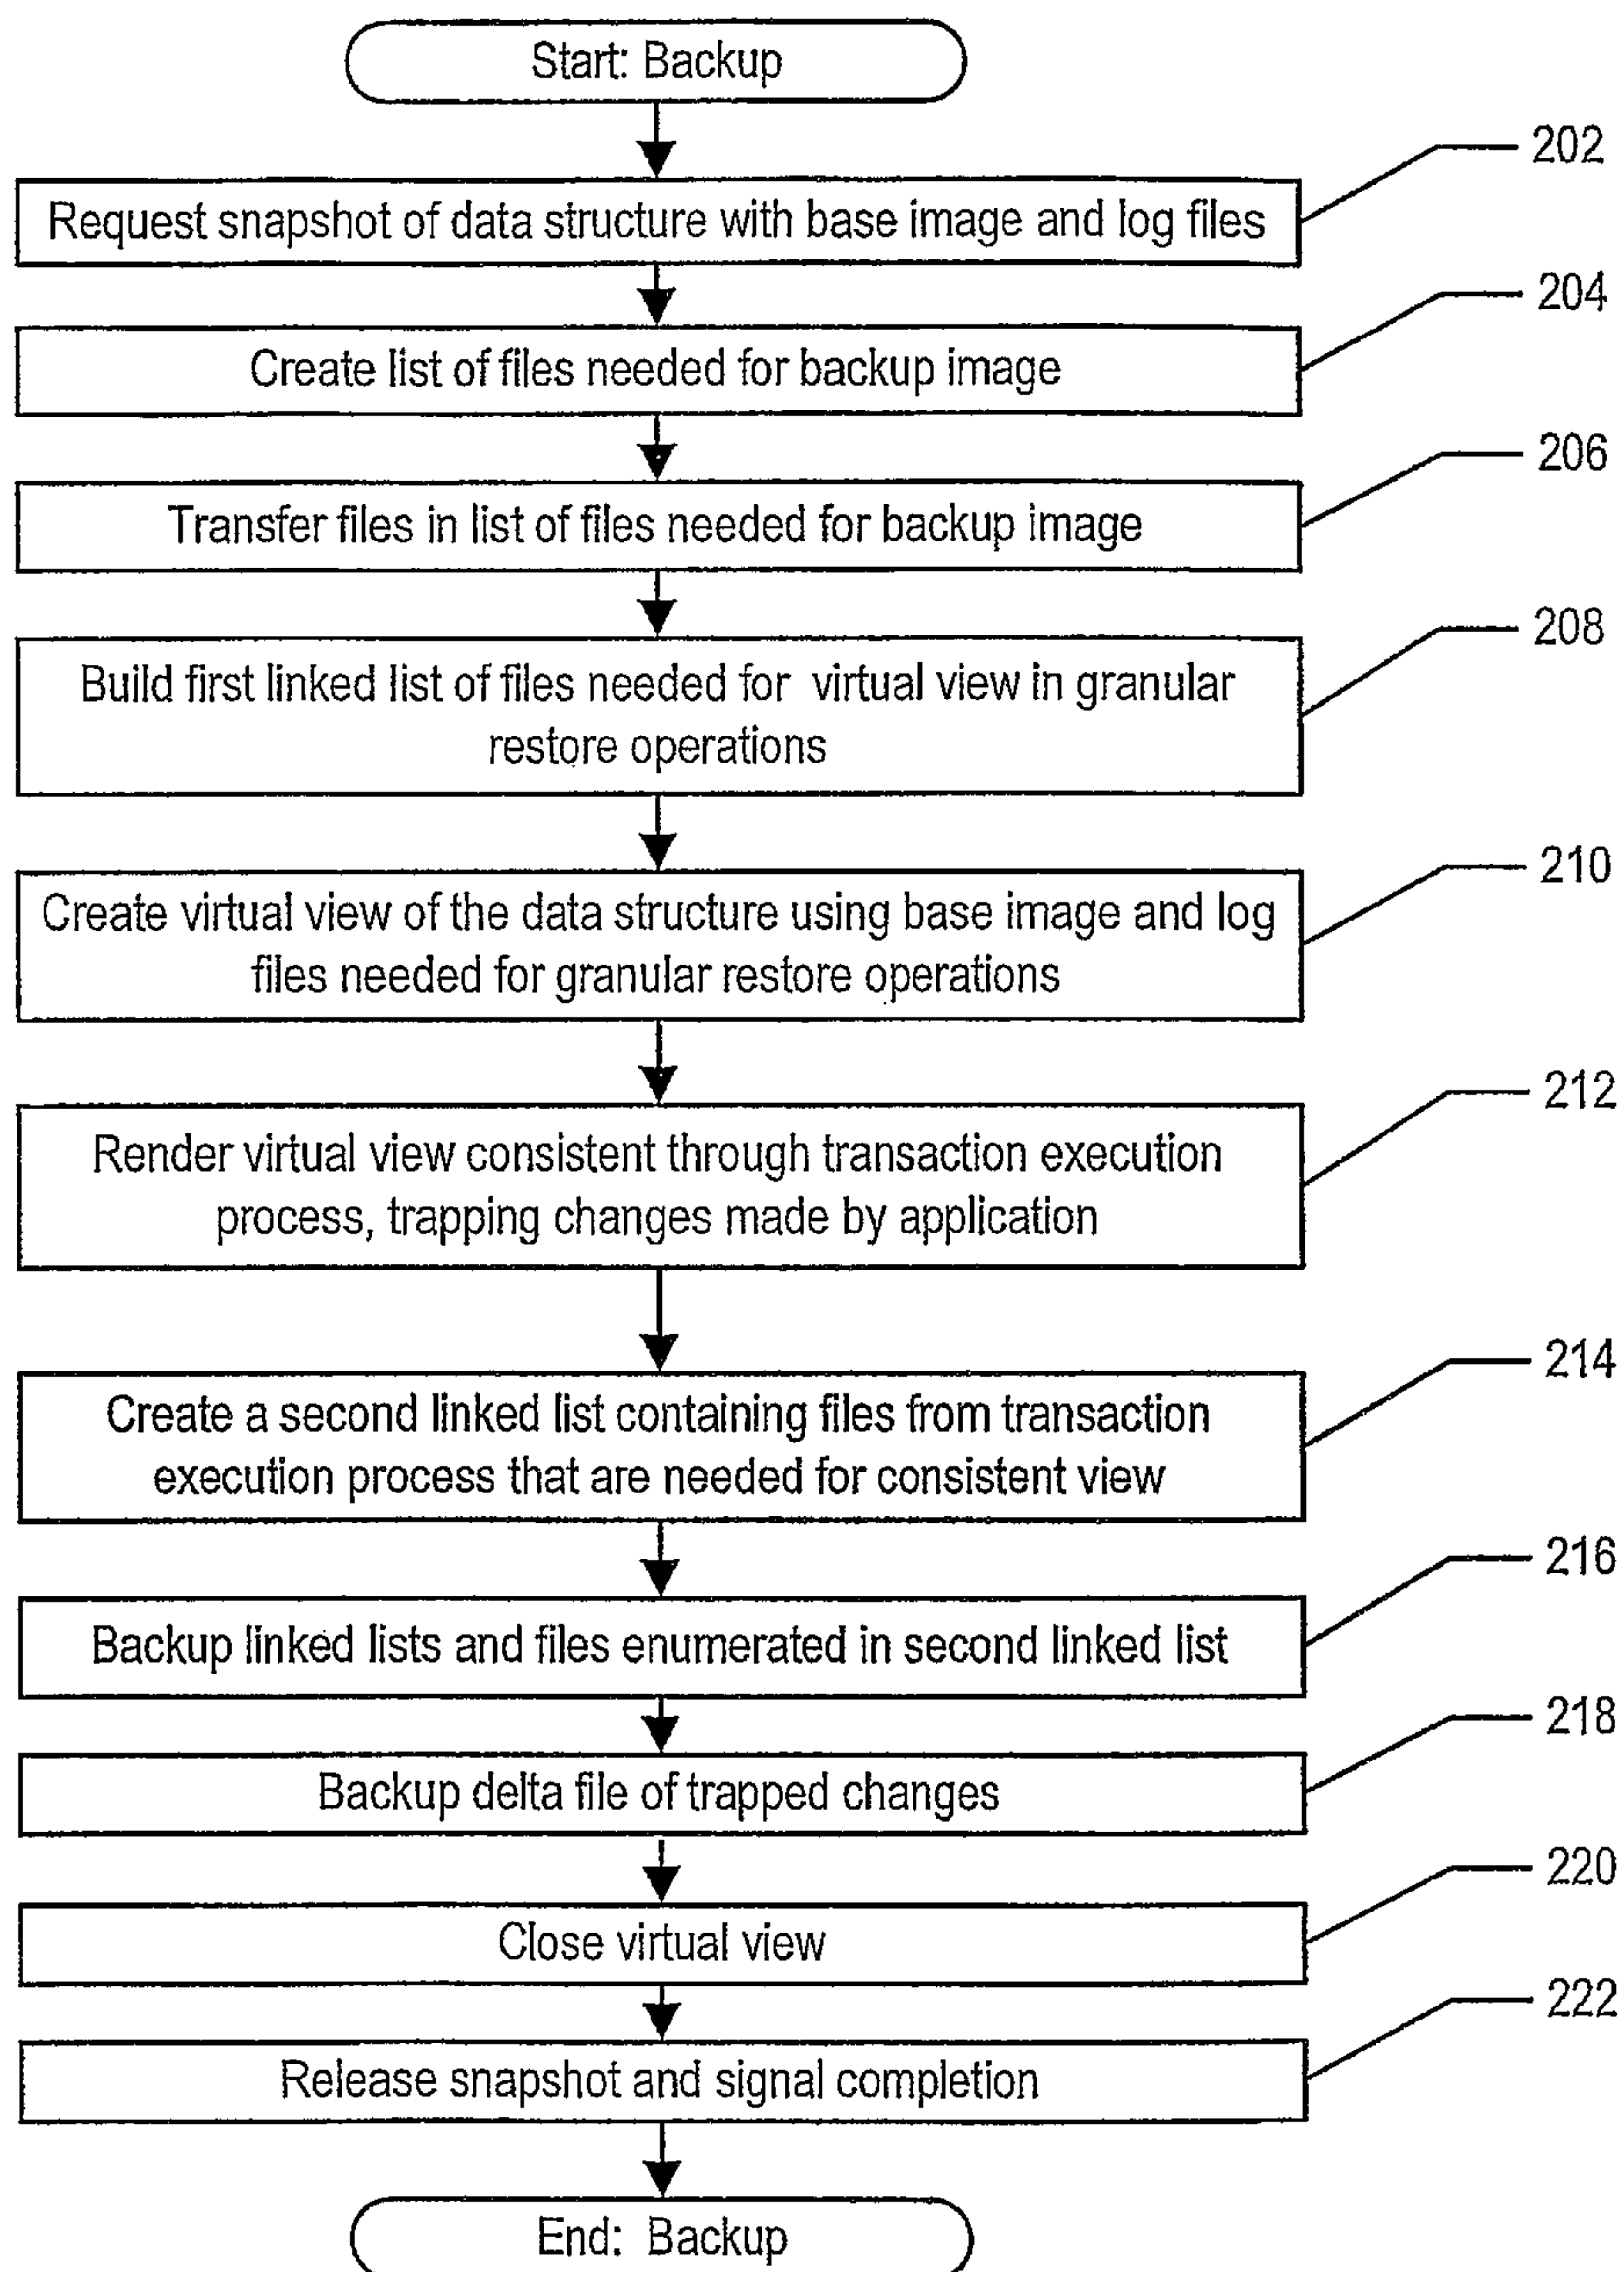 Start: Backup
202
Request snapshot of data structure with base image and log files
204
Create list of files needed for backup image
206
Transfer files in list of files needed for backup image
208
Build first linked list of files needed for virtual view in granular
restore operations
210
Create virtual view of the data structure using base image and log
files needed for granular restore operations
212
Render virtual view consistent through transaction execution
process, trapping changes made by application
214
Create a second linked list containing files from transaction
execution process that are needed for consistent view
216
Backup linked lists and files enumerated in second linked list
218
Backup delta file of trapped changes
220
Close virtual view
222
Release snapshot and signal completion
End: Backup